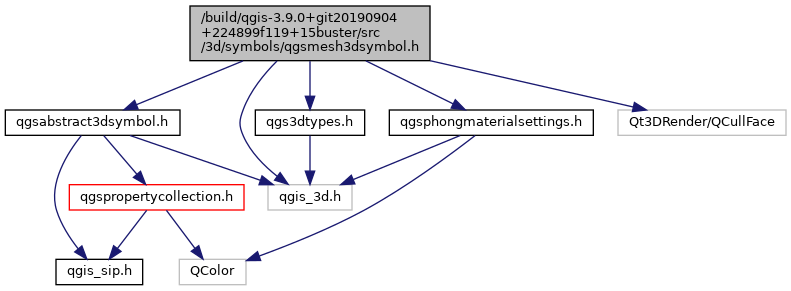 /build/qgis-3.9.0+git20190904
+224899f119+15buster/src
/3d/symbols/qgsmesh3dsymbol.h
qgsabstract3dsymbol.h
qgs3dtypes.h
qgsphongmaterialsettings.h
Qt3DRender/QCullFace
qgspropertycollection.h
qgis_3d.h
qgis_sip.h
QColor